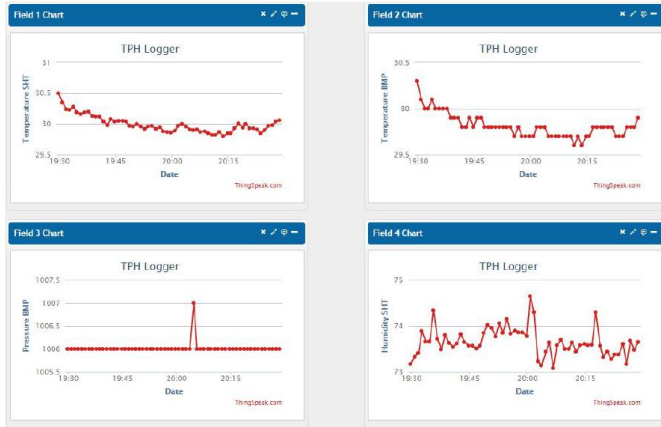 Field 1 Chart
TPH Logger
Temperature SHT
31
30.5
30
29.5
19:30 19:45 20:00 20:15
Date
ThingSpeak.com
Field 2 Chart
TPH Logger
Temperature BMP
30.5
30
29.5
19:30 19:45 20:00 20:15
Date
ThingSpeak.com
Field 3 Chart
TPH Logger
Pressure BMP
1007.5
1007
1006.5
1006
1005.5
19:30 19:45 20:00 20:15
Date
ThingSpeak.com
Field 4 Chart
TPH Logger
Humidity SHT
75
74
73
19:30 19:45 20:00 20:15
Date
ThingSpeak.com